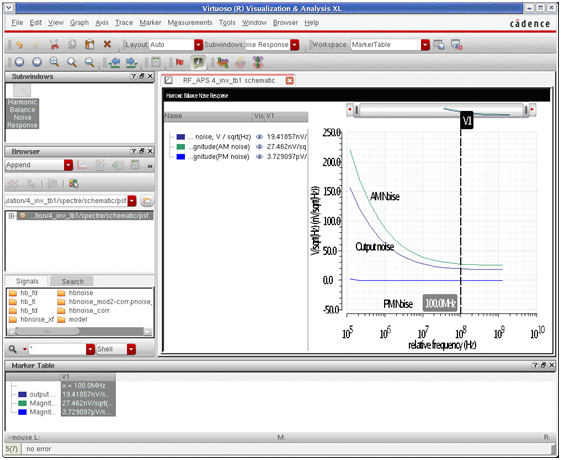 Virtuoso (R) Visualization & Analysis XL
File Edit View Graph Axis Trace Marker Measurements Tools Window Browser Help cādence
Layout: Auto Subwindows: oise Response Workspace: MarkerTable
Subwindows
Harmonic
Balance
Noise
Response
Browser
Append
ulation/4_inv_tb1/spectre/schematic/psf
...tion/4_inv_tb1/spectre/schematic/psf
Signals Search
hb_fd hbnoise
hb_fi hbnoise_mod2-corr.pnoise_
hb_td hbnoise_corr
hbnoise_xf model
* Shell
RF_APS 4_inv_tb1 schematic
Harmonic Balance Noise Response
Name Vis V1
... noise; V / sqrt(Hz) 19.41857nV/
...gnitude(AM noise) 27.462nV/sq
...gnitude(PM noise) 3.729097pV/s
V1
V/sqrt(Hz) (nV/sqrt(Hz))
250.0
200.0
150.0
100.0
50.0
0.0
-50.0
AM Noise
Output noise
PM Noise
100.0MHz
10^5 10^6 10^7 10^8 10^9 10^10
relative frequency (Hz)
Marker Table
V1
x = 100.0MHz
output ... 19.41657nV/s...
Magnit... 27.462nV/sqrt(...
Magnit... 3.729097pV/s...
mouse L: M: R:
5(7) no error